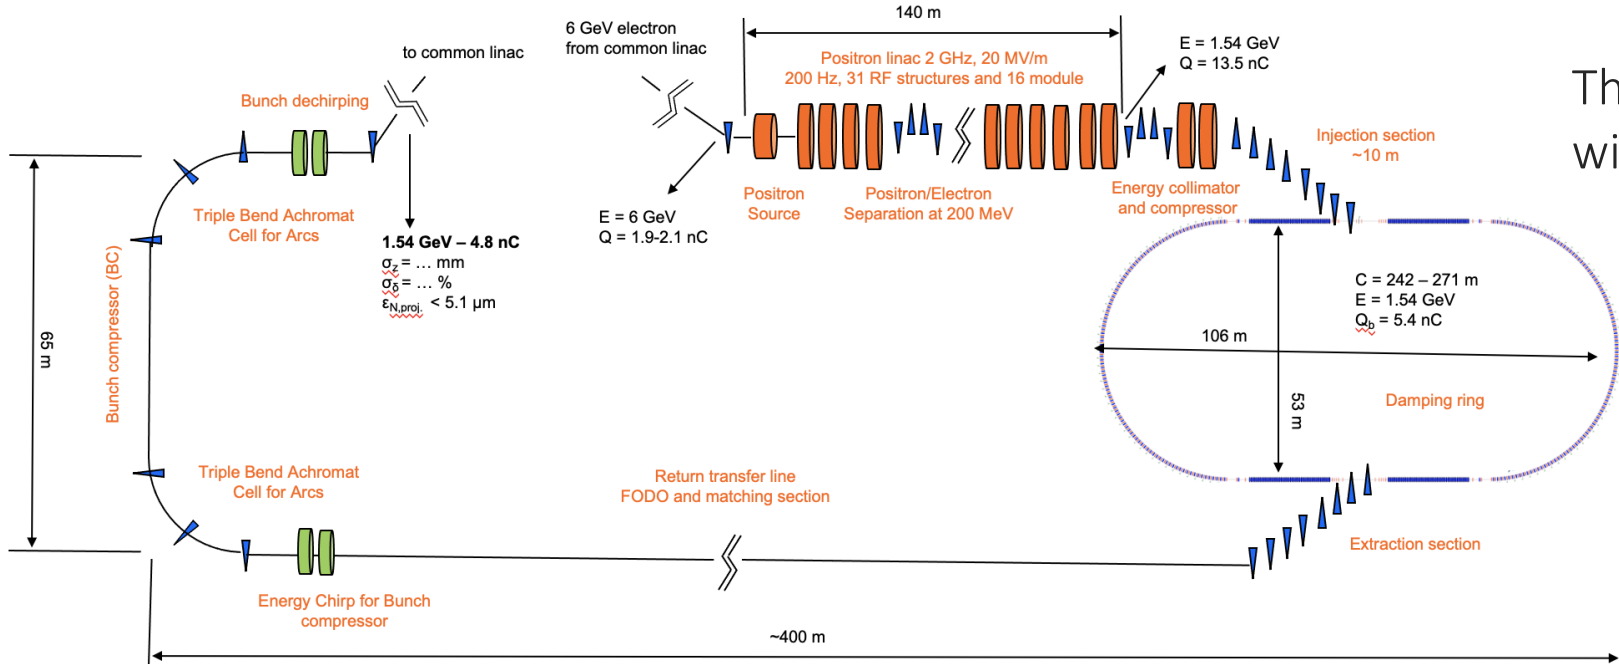 140 m
6 GeV electron
from common linac
to common linac
Positron linac 2 GHz, 20 MV/m
200 Hz, 31 RF structures and 16 module
E = 1.54 GeV
Q = 13.5 nC
Th
wi
Bunch dechirping
Injection section
~10 m
Triple Bend Achromat
Cell for Arcs
Positron
Source
Positron/Electron
Separation at 200 MeV
Energy collimator
and compressor
E = 6 GeV
Q = 1.9-2.1 nC
1.54 GeV – 4.8 nC
σz = … mm
σδ = … %
εN,proj. < 5.1 µm
Bunch compressor (BC)
65 m
C = 242 – 271 m
E = 1.54 GeV
Qb = 5.4 nC
106 m
53 m
Damping ring
Triple Bend Achromat
Cell for Arcs
Return transfer line
FODO and matching section
Extraction section
Energy Chirp for Bunch
compressor
~400 m